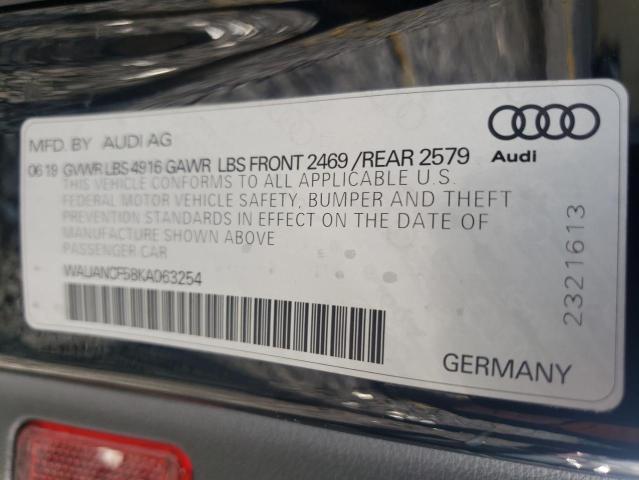 MFD. BY AUDI AG
06 19 GVWR LBS 4916 GAWR LBS FRONT 2469 /REAR 2579
THIS VEHICLE CONFORMS TO ALL APPLICABLE U.S.
FEDERAL MOTOR VEHICLE SAFETY, BUMPER AND THEFT
PREVENTION STANDARDS IN EFFECT ON THE DATE OF
MANUFACTURE SHOWN ABOVE
PASSENGER CAR
WAUANCF58KA063254
Audi
2321613
GERMANY